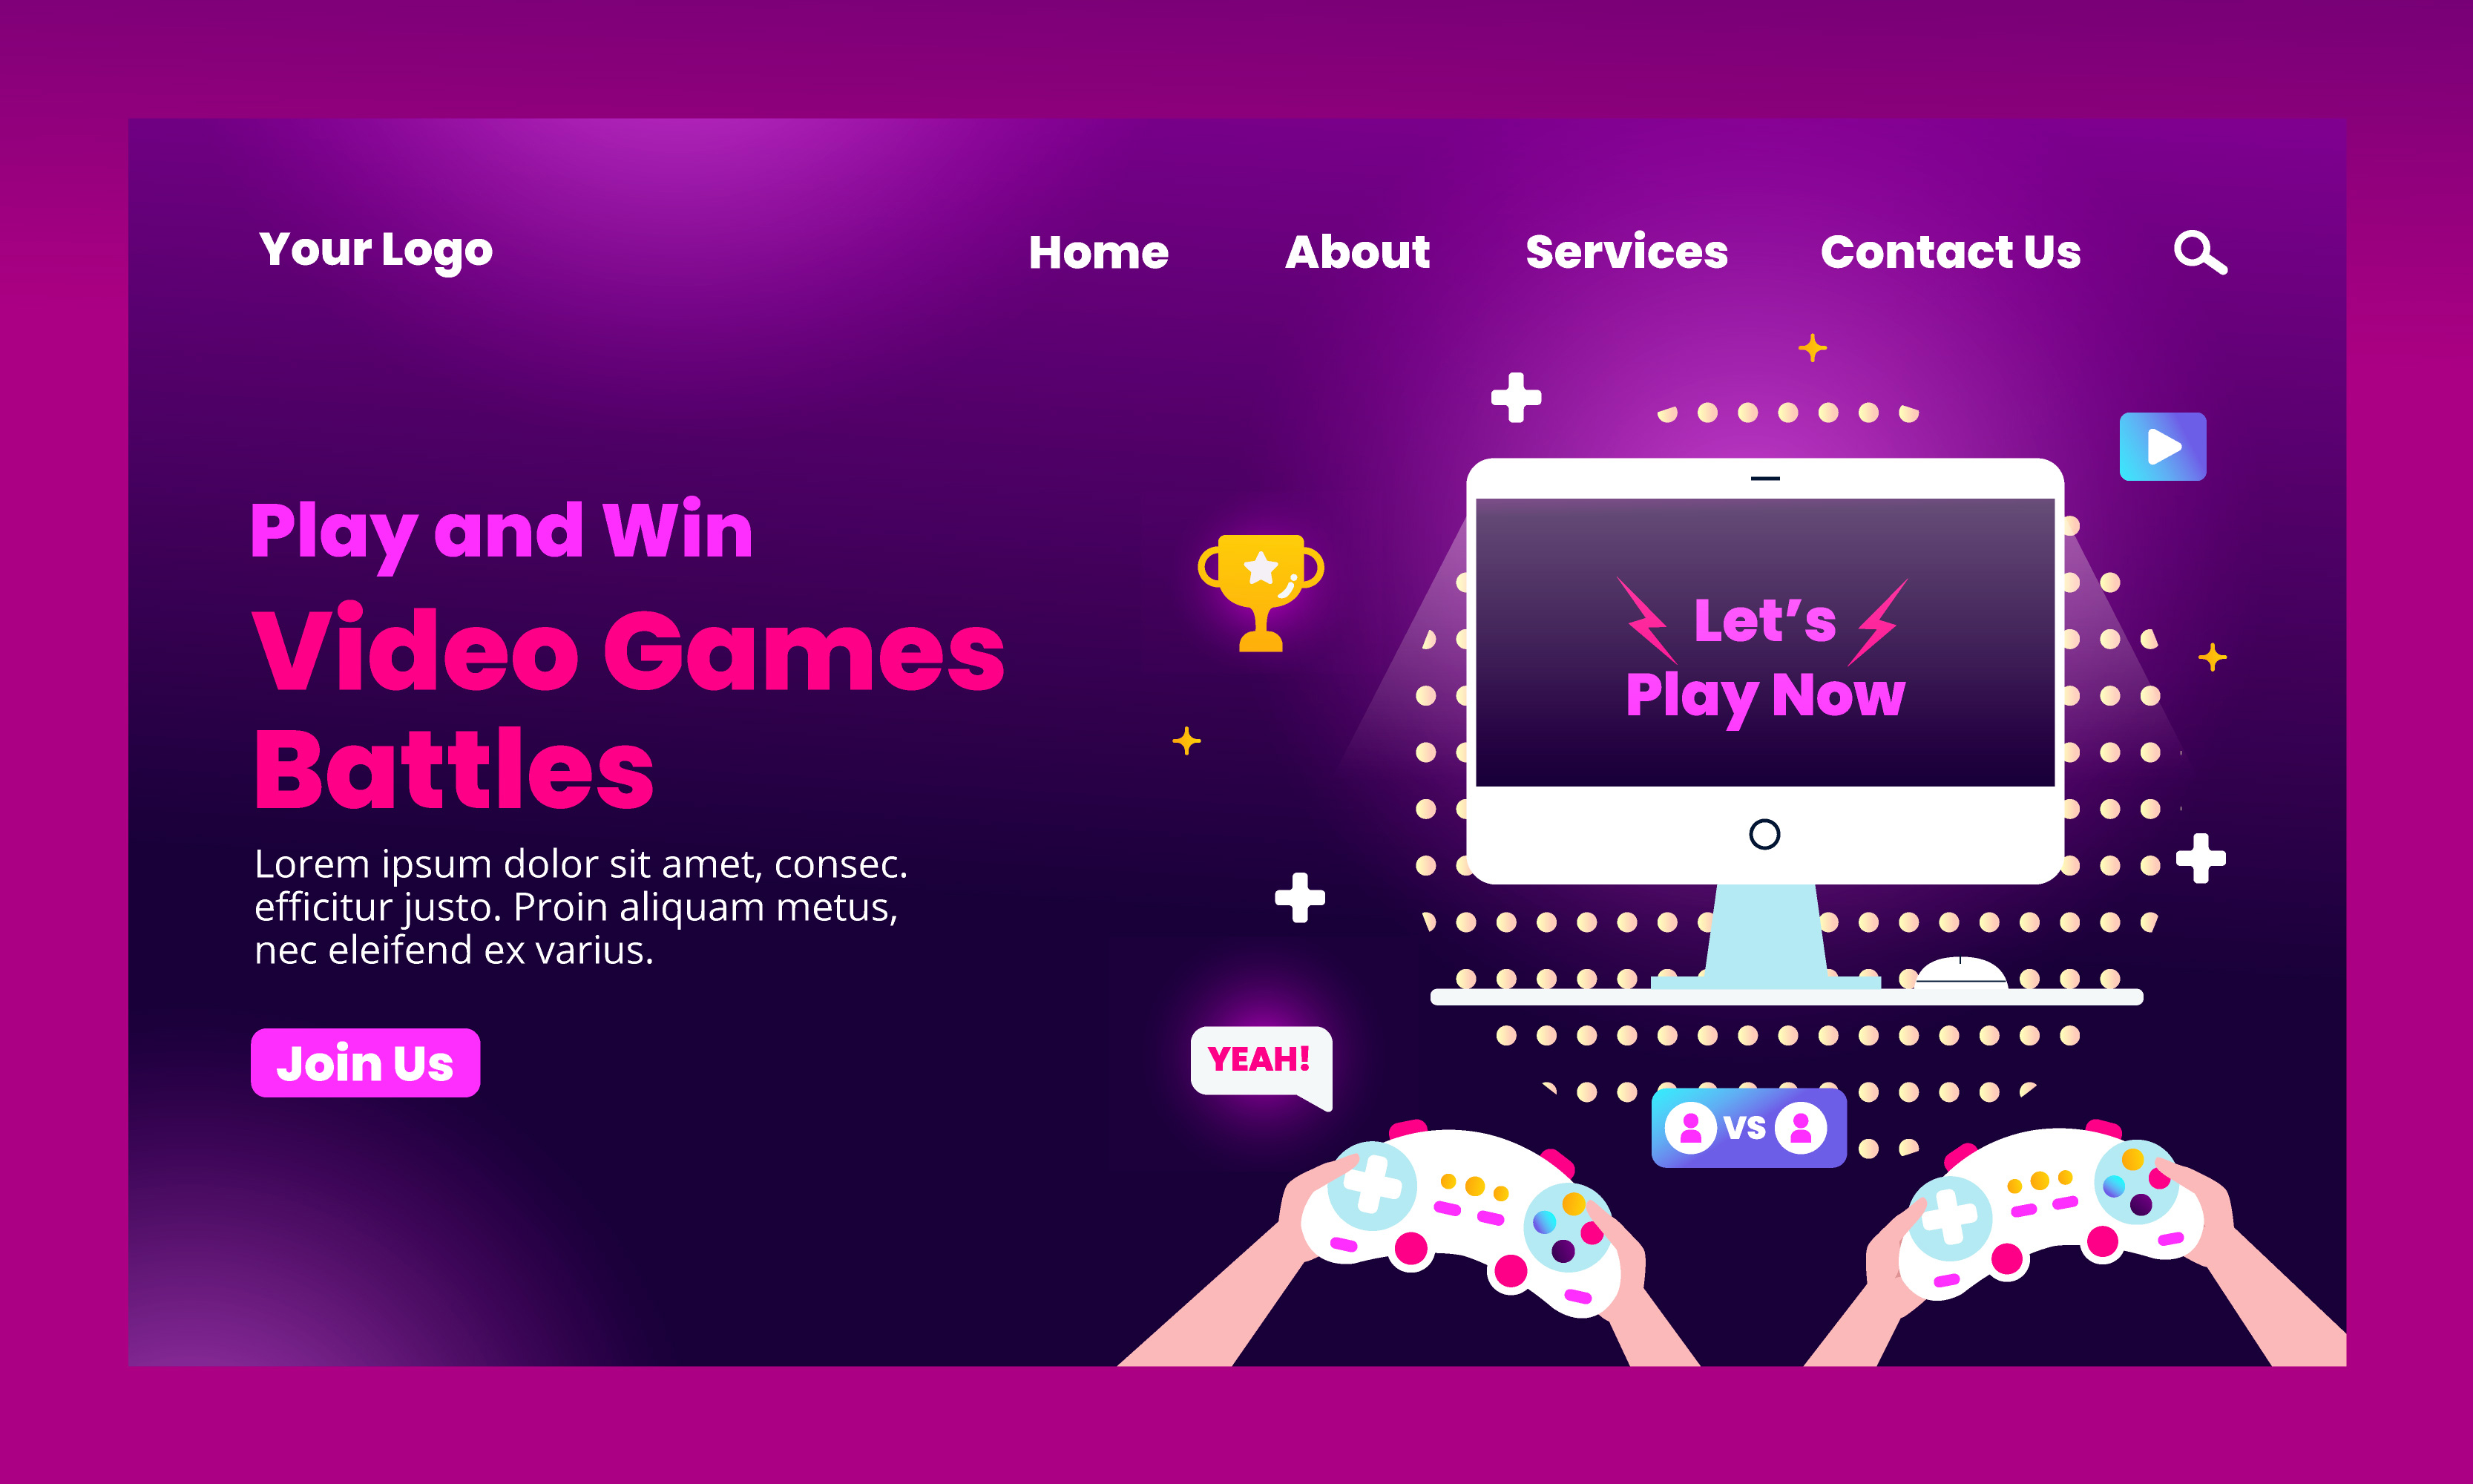 Your Logo
Home
About
Services
Contact Us
Play and Win
Video Games
Battles
Lorem ipsum dolor sit amet, consec.
efficitur justo. Proin aliquam metus,
nec eleifend ex varius.
Join Us
Let’s
Play Now
YEAH!
VS